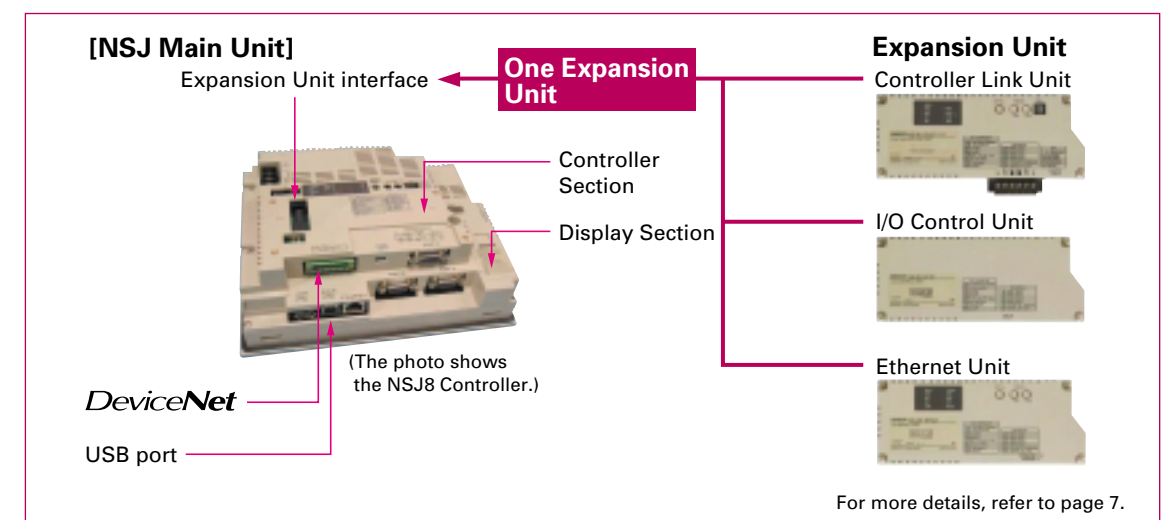 [NSJ Main Unit]
Expansion Unit interface
One Expansion
Unit
Expansion Unit
Controller Link Unit
Controller
Section
Display Section
I/O Control Unit
(The photo shows
the NSJ8 Controller.)
Ethernet Unit
DeviceNet
USB port
For more details, refer to page 7.